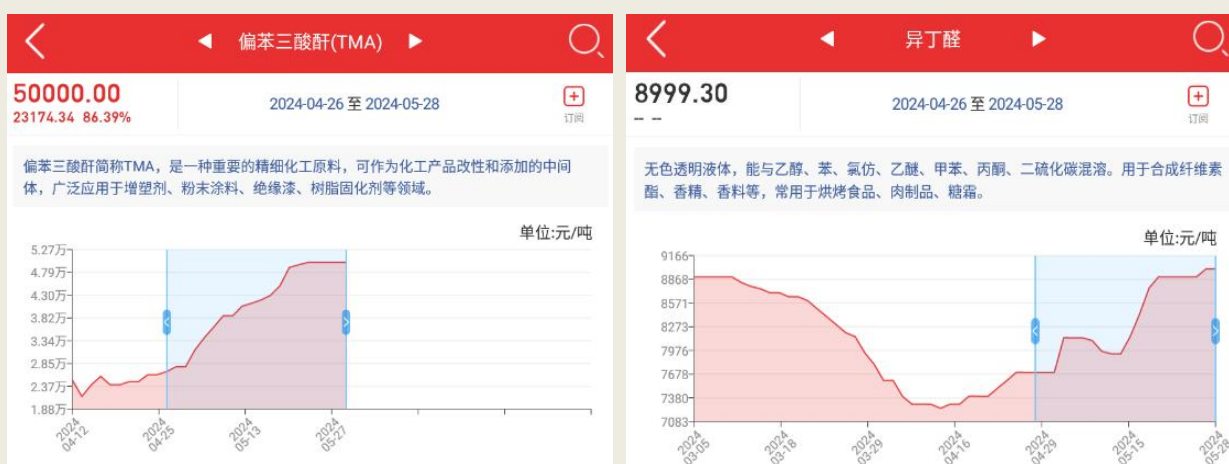 偏苯三酸酐(TMA)
50000.00
23174.34 86.39%
2024-04-26 至 2024-05-28
订阅
偏苯三酸酐简称TMA，是一种重要的精细化工原料，可作为化工产品改性和添加的中间
体，广泛应用于增塑剂、粉末涂料、绝缘漆、树脂固化剂等领域。
单位:元/吨
5.27万
4.79万
4.30万
3.82万
3.34万
2.85万
2.37万
1.88万
2024
04-12
2024
04-25
2024
05-13
2024
05-27
异丁醛
8999.30
-- --
2024-04-26 至 2024-05-28
订阅
无色透明液体，能与乙醇、苯、氯仿、乙醚、甲苯、丙酮、二硫化碳混溶。用于合成纤维素
酯、香精、香料等，常用于烘烤食品、肉制品、糖霜。
单位:元/吨
9166
8868
8571
8273
7976
7678
7380
7083
2024
03-05
2024
03-18
2024
03-29
2024
04-16
2024
04-29
2024
05-15
2024
05-28